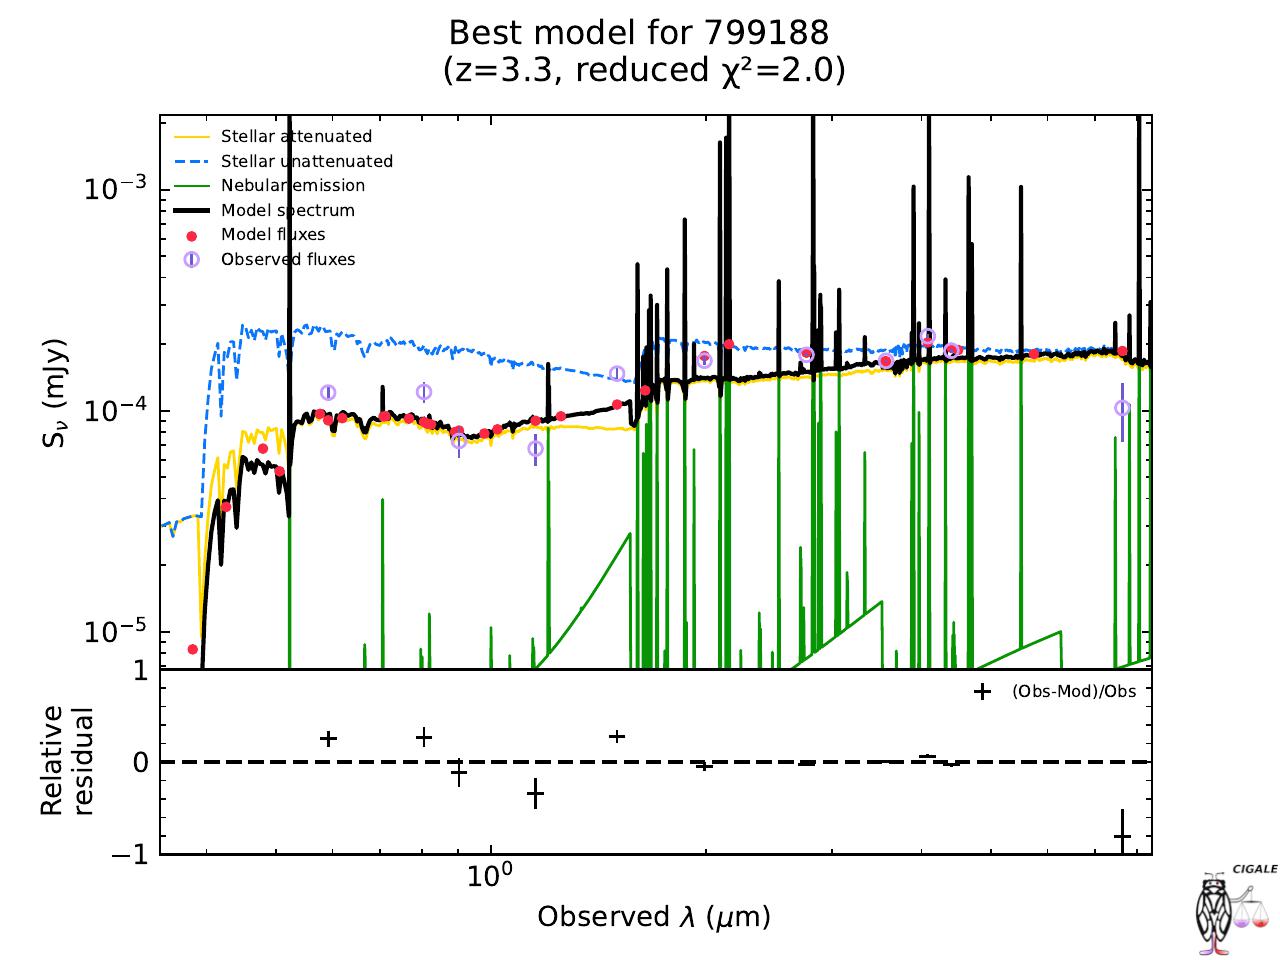 Best model for 799188
(z=3.3, reduced χ²=2.0)
Stellar attenuated
Stellar unattenuated
Nebular emission
Model spectrum
Model fluxes
Observed fluxes
10⁻³
10⁻⁴
10⁻⁵
Sν (mJy)
1
0
−1
Relative
residual
(Obs-Mod)/Obs
10⁰
Observed λ (μm)
CIGALE